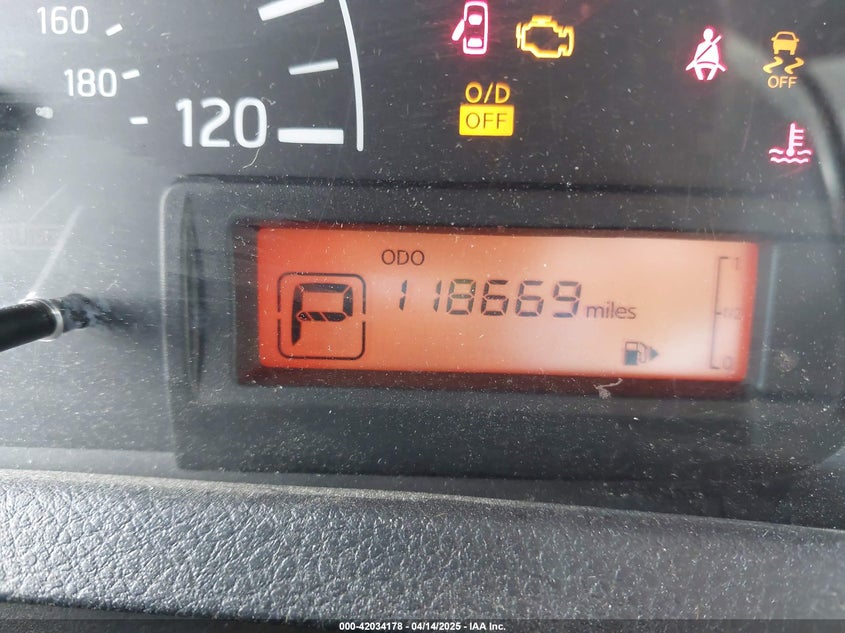 160
180
120
O/D
OFF
OFF
ODO
P
118669 miles
1
1/2
0
000-42034178 - 04/14/2025 - IAA Inc.